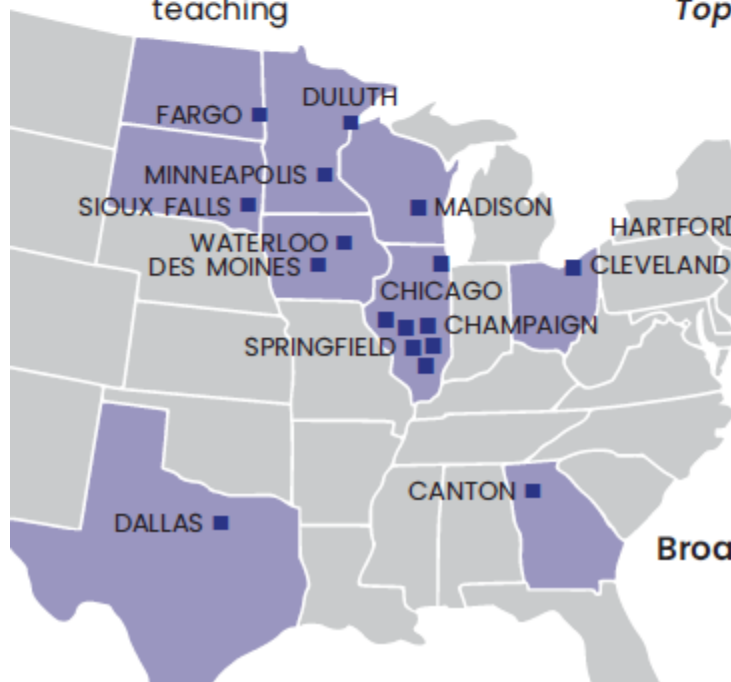 teaching
Top
DULUTH
FARGO
MINNEAPOLIS
SIOUX FALLS
MADISON
HARTFORD
WATERLOO
CLEVELAND
DES MOINES
CHICAGO
CHAMPAIGN
SPRINGFIELD
CANTON
DALLAS
Broa